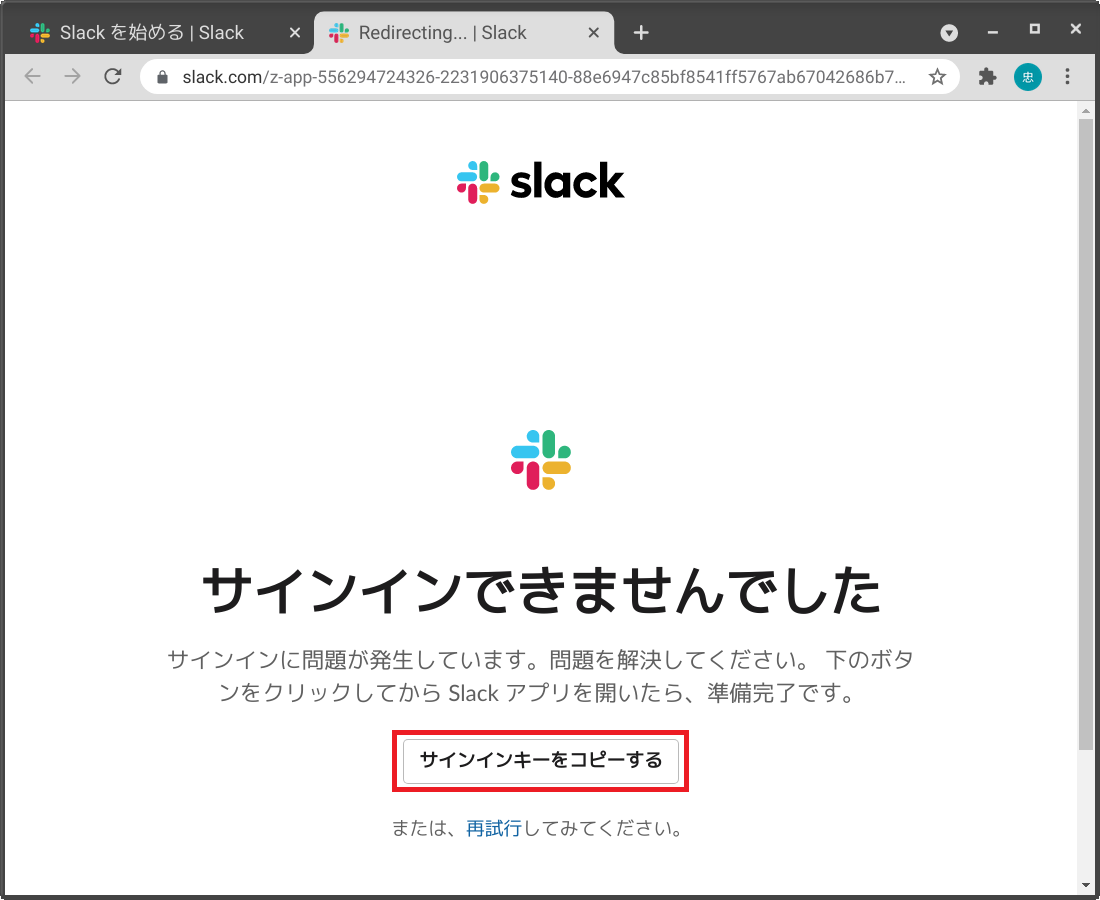 Slack を始める | Slack
Redirecting... | Slack
slack.com/z-app-556294724326-2231906375140-88e6947c85bf8541ff5767ab67042686b7...
忠
slack
サインインできませんでした
サインインに問題が発生しています。問題を解決してください。 下のボタ
ンをクリックしてから Slack アプリを開いたら、準備完了です。
サインインキーをコピーする
または、再試行してみてください。